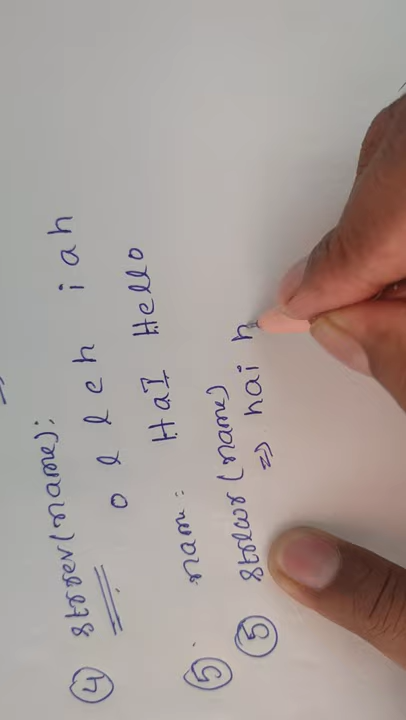 ④ strrev(name):
o l l e h i a h
⑤ name: HaI Hello
⑤ strlwr(name)
⇒ hai h